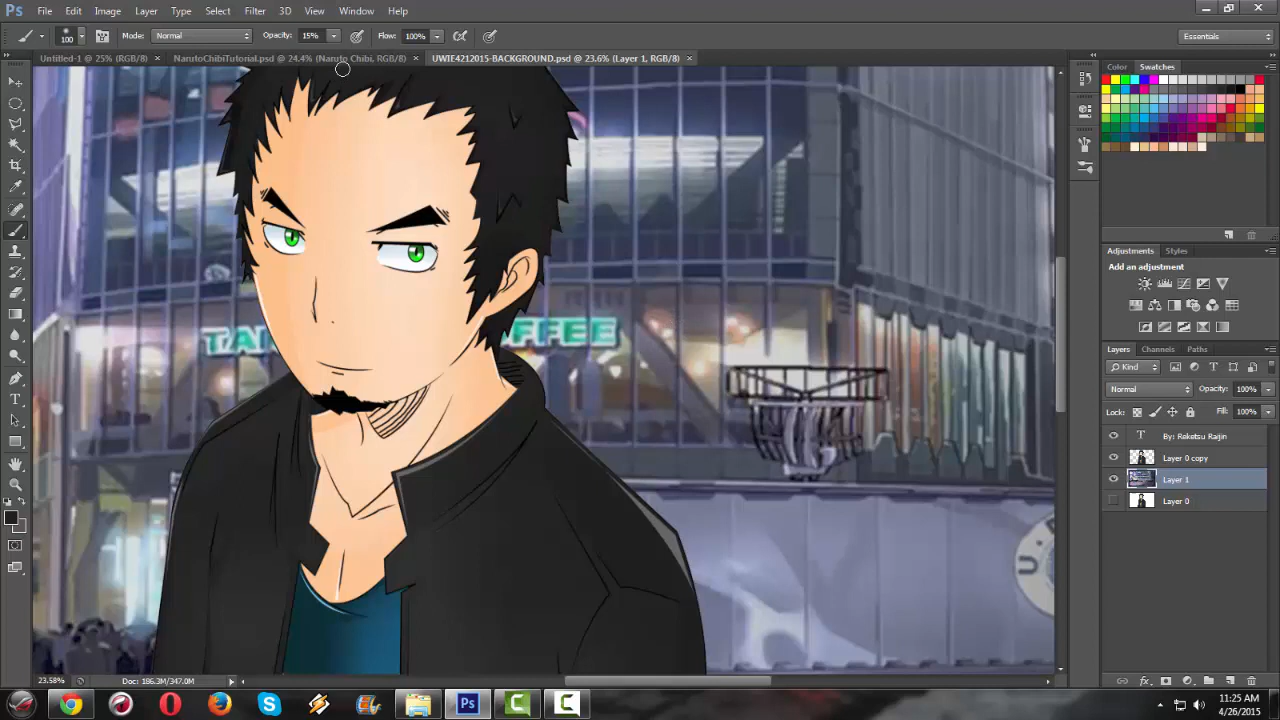 Ps File Edit Image Layer Type Select Filter 3D View Window Help
100 Mode: Normal Opacity: 15% Flow: 100% Essentials
Untitled-1 @ 25% (RGB/8) × NarutoChibiTutorial.psd @ 24.4% (Naruto Chibi, RGB/8) × UWIE4212015-BACKGROUND.psd @ 23.6% (Layer 1, RGB/8) ×
Color Swatches
Adjustments Styles
Add an adjustment
Layers Channels Paths
Kind
Normal Opacity: 100%
Lock: Fill: 100%
T By: Reketsu Raijin
Layer 0 copy
Layer 1
Layer 0
COFFEE
U
23.58% Doc: 186.3M/347.0M
Ps
11:25 AM
4/26/2015